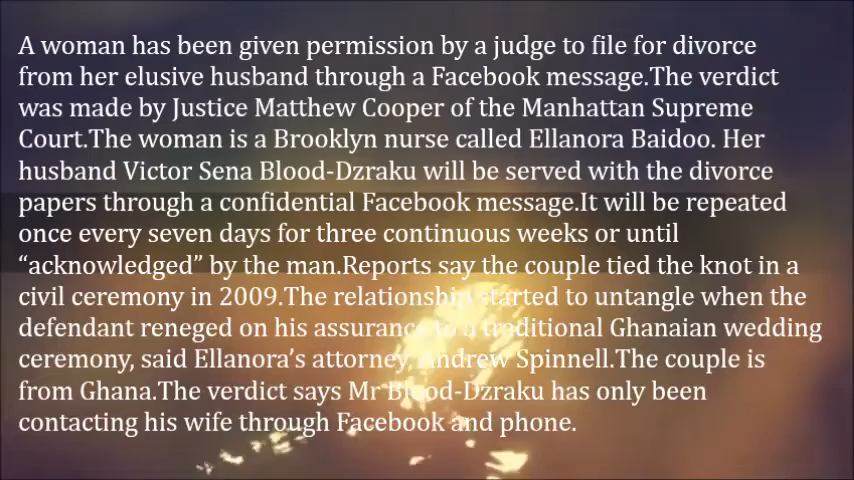 A woman has been given permission by a judge to file for divorce
from her elusive husband through a Facebook message.The verdict
was made by Justice Matthew Cooper of the Manhattan Supreme
Court.The woman is a Brooklyn nurse called Ellanora Baidoo. Her
husband Victor Sena Blood-Dzraku will be served with the divorce
papers through a confidential Facebook message.It will be repeated
once every seven days for three continuous weeks or until
“acknowledged” by the man.Reports say the couple tied the knot in a
civil ceremony in 2009.The relationship started to untangle when the
defendant reneged on his assurance to a traditional Ghanaian wedding
ceremony, said Ellanora’s attorney, Andrew Spinnell.The couple is
from Ghana.The verdict says Mr Blood-Dzraku has only been
contacting his wife through Facebook and phone.